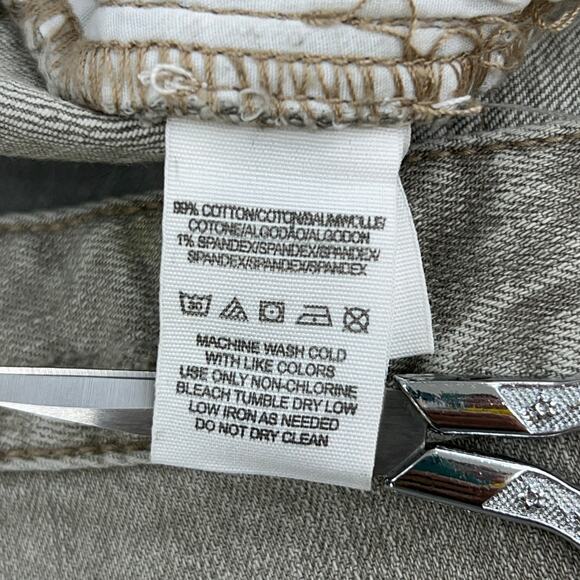 99% COTTON/COTON/BAUMWOLLE/
COTONE/ALGODÃO/ALGODON
1% SPANDEX/SPANDEX/SPANDEX/
SPANDEX/SPANDEX/SPANDEX
30
MACHINE WASH COLD
WITH LIKE COLORS
USE ONLY NON-CHLORINE
BLEACH TUMBLE DRY LOW
LOW IRON AS NEEDED
DO NOT DRY CLEAN